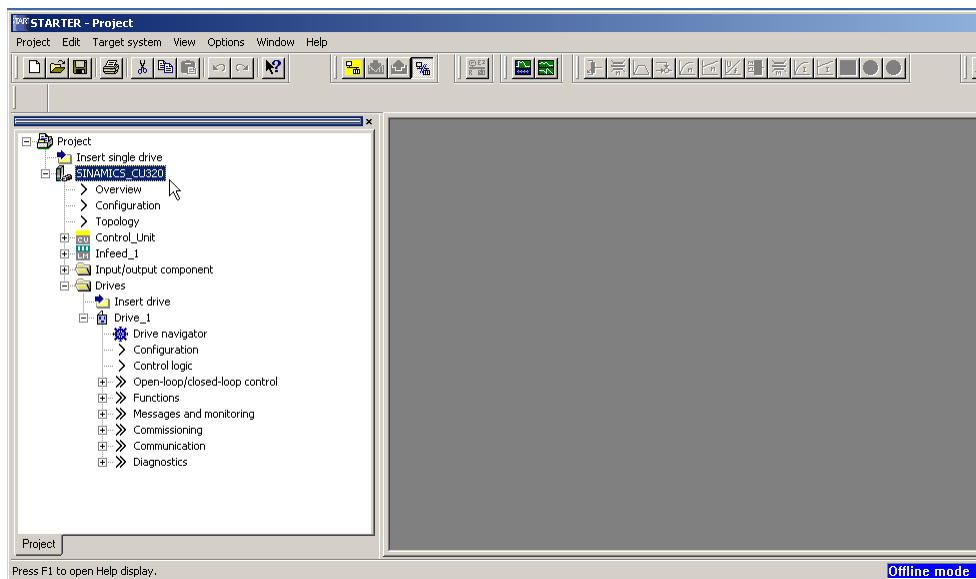 STARTER - Project
Project Edit Target system View Options Window Help
Project
Insert single drive
SINAMICS_CU320
Overview
Configuration
Topology
Control_Unit
Infeed_1
Input/output component
Drives
Insert drive
Drive_1
Drive navigator
Configuration
Control logic
Open-loop/closed-loop control
Functions
Messages and monitoring
Commissioning
Communication
Diagnostics
Project
Press F1 to open Help display.
Offline mode